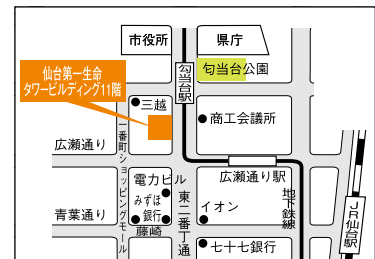 市役所
県庁
勾当台公園
仙台第一生命
タワービルディング11階
勾当台駅
三越
商工会議所
一番町ショッピングモール
広瀬通り
広瀬通り駅
電力ビル
みずほ
銀行
東二番丁通
イオン
地下鉄線
JR仙台駅
青葉通り
藤崎
七十七銀行